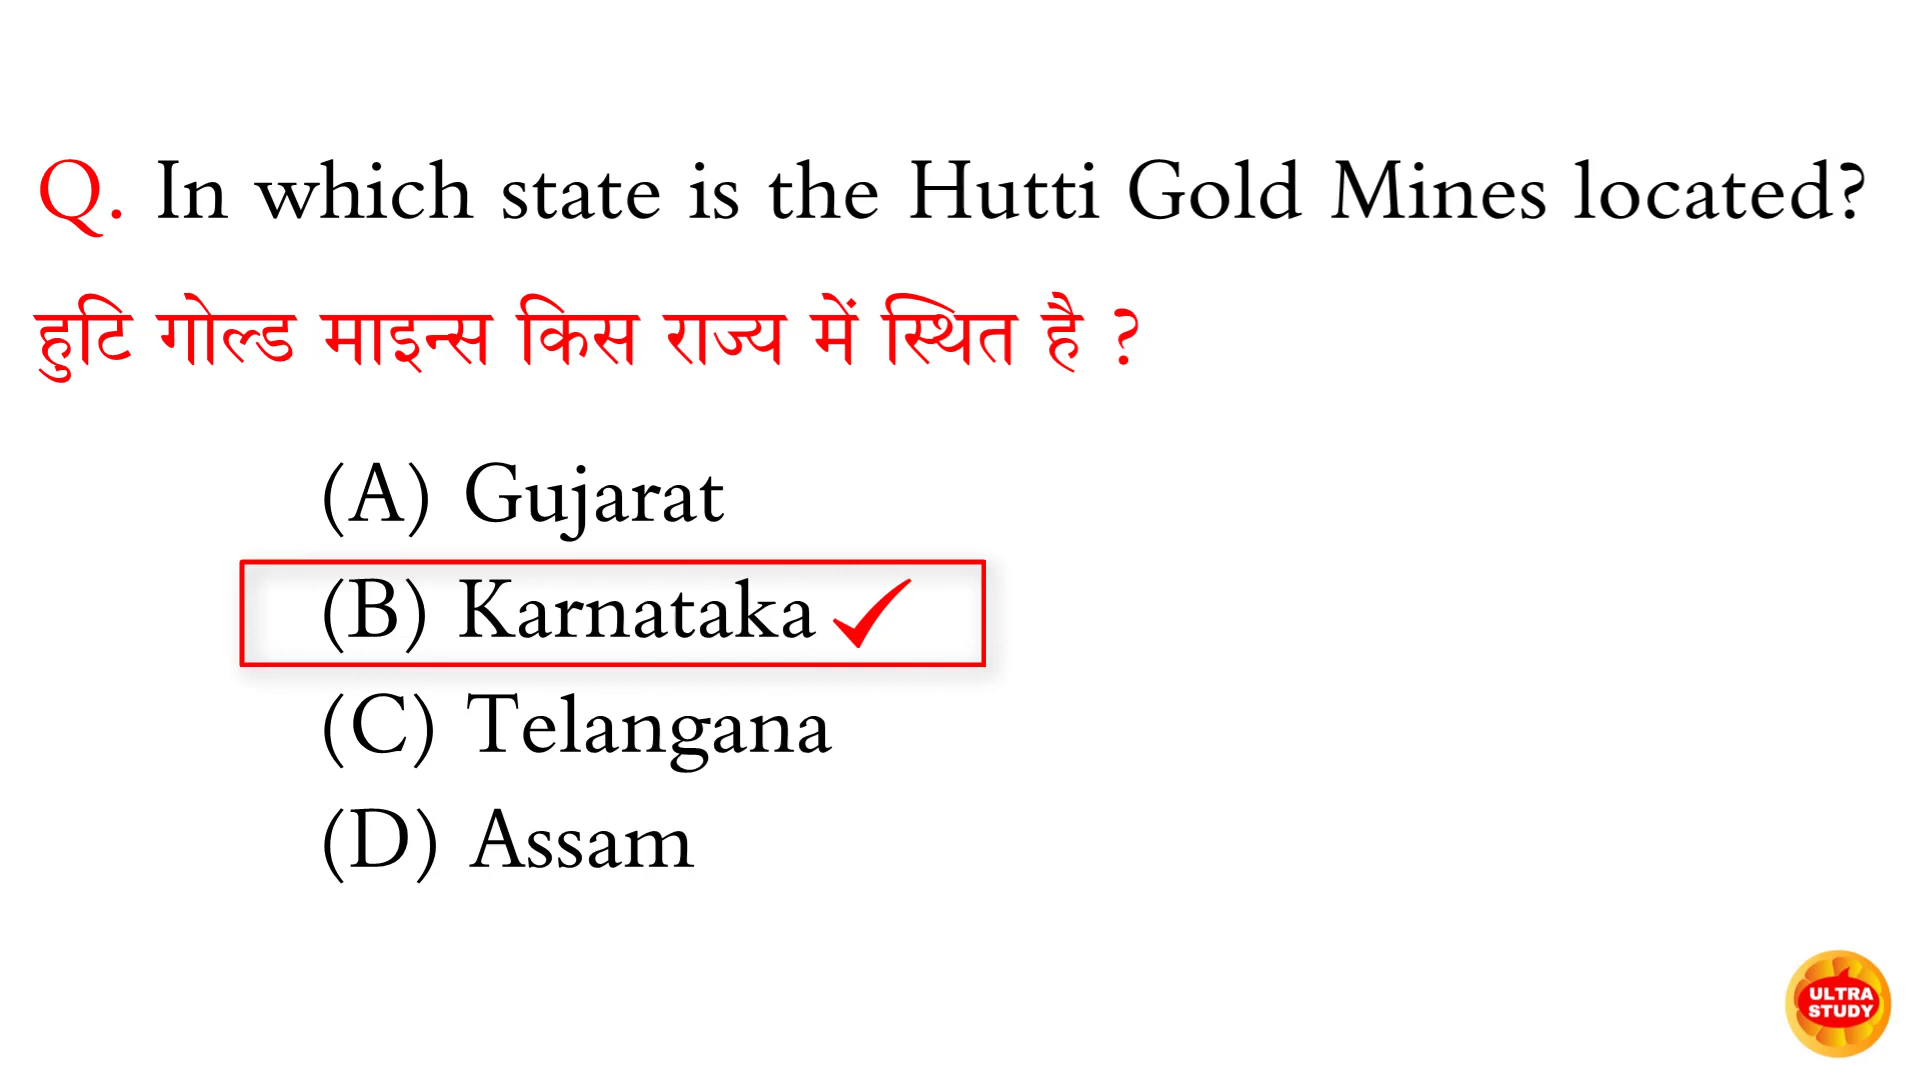 Q. In which state is the Hutti Gold Mines located?
हुटि गोल्ड माइन्स किस राज्य में स्थित है ?
(A) Gujarat
(B) Karnataka
(C) Telangana
(D) Assam
ULTRA
STUDY